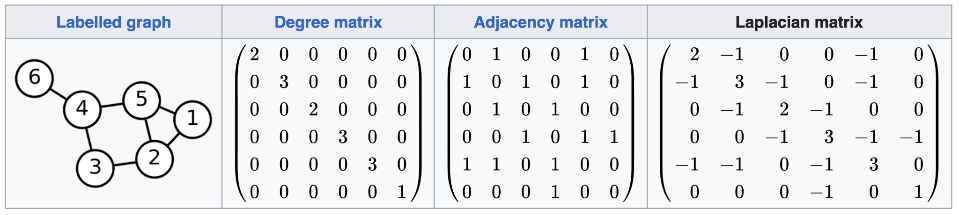 Labelled graph Degree matrix Adjacency matrix Laplacian matrix
6
4 5 1
3 2
2 0 0 0 0 0
0 3 0 0 0 0
0 0 2 0 0 0
0 0 0 3 0 0
0 0 0 0 3 0
0 0 0 0 0 1
0 1 0 0 1 0
1 0 1 0 1 0
0 1 0 1 0 0
0 0 1 0 1 1
1 1 0 1 0 0
0 0 0 1 0 0
2 −1 0 0 −1 0
−1 3 −1 0 −1 0
0 −1 2 −1 0 0
0 0 −1 3 −1 −1
−1 −1 0 −1 3 0
0 0 0 −1 0 1